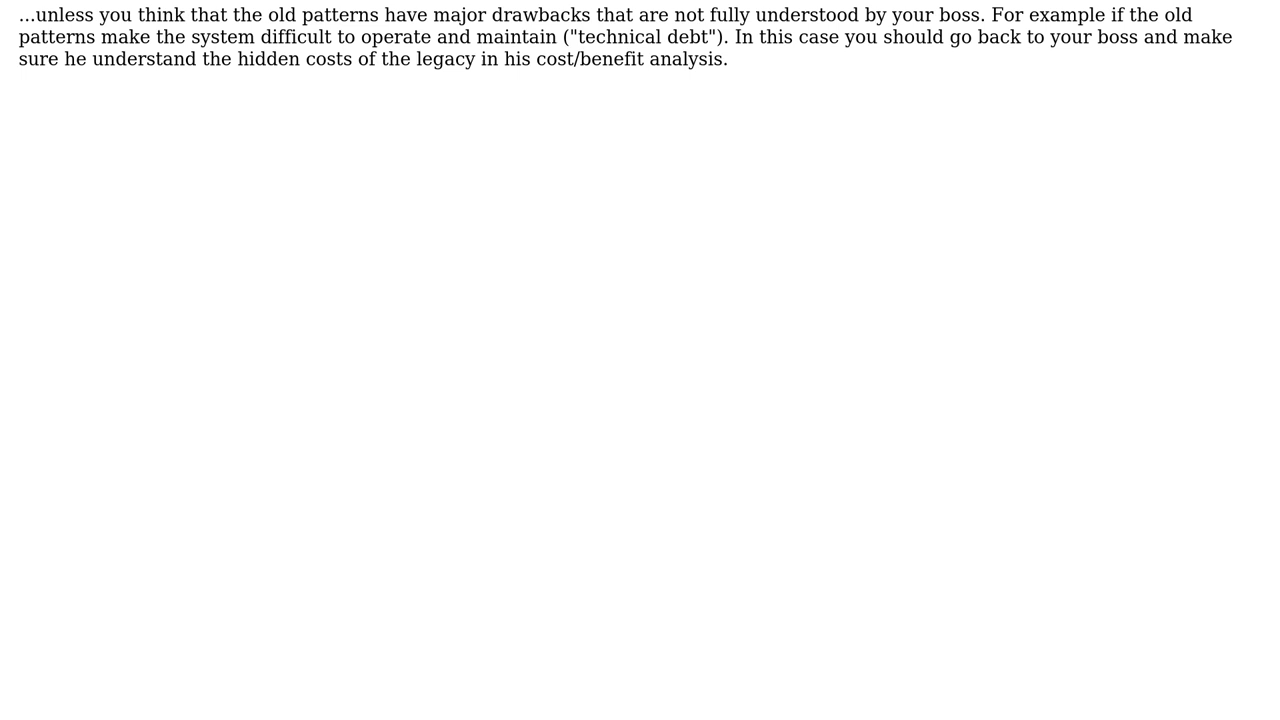 ...unless you think that the old patterns have major drawbacks that are not fully understood by your boss. For example if the old
patterns make the system difficult to operate and maintain ("technical debt"). In this case you should go back to your boss and make
sure he understand the hidden costs of the legacy in his cost/benefit analysis.